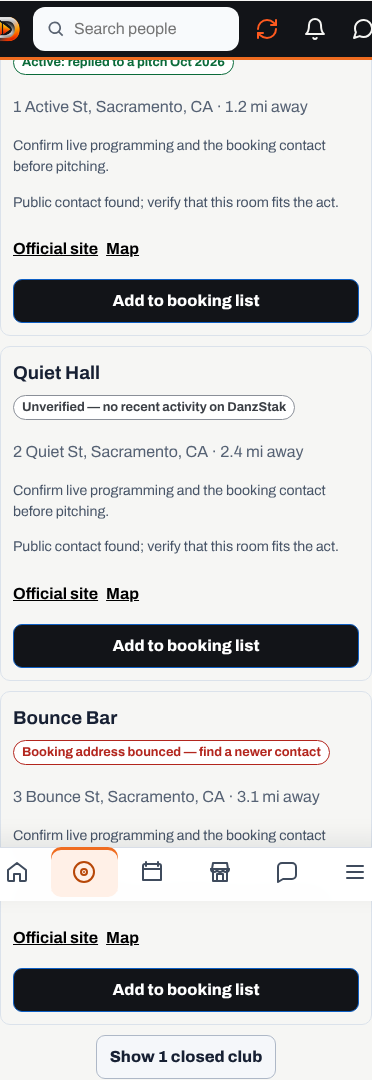 Search people
Active: replied to a pitch Oct 2026
1 Active St, Sacramento, CA · 1.2 mi away
Confirm live programming and the booking contact
before pitching.
Public contact found; verify that this room fits the act.
Official site Map
Add to booking list
Quiet Hall
Unverified — no recent activity on DanzStak
2 Quiet St, Sacramento, CA · 2.4 mi away
Confirm live programming and the booking contact
before pitching.
Public contact found; verify that this room fits the act.
Official site Map
Add to booking list
Bounce Bar
Booking address bounced — find a newer contact
3 Bounce St, Sacramento, CA · 3.1 mi away
Confirm live programming and the booking contact
Official site Map
Add to booking list
Show 1 closed club